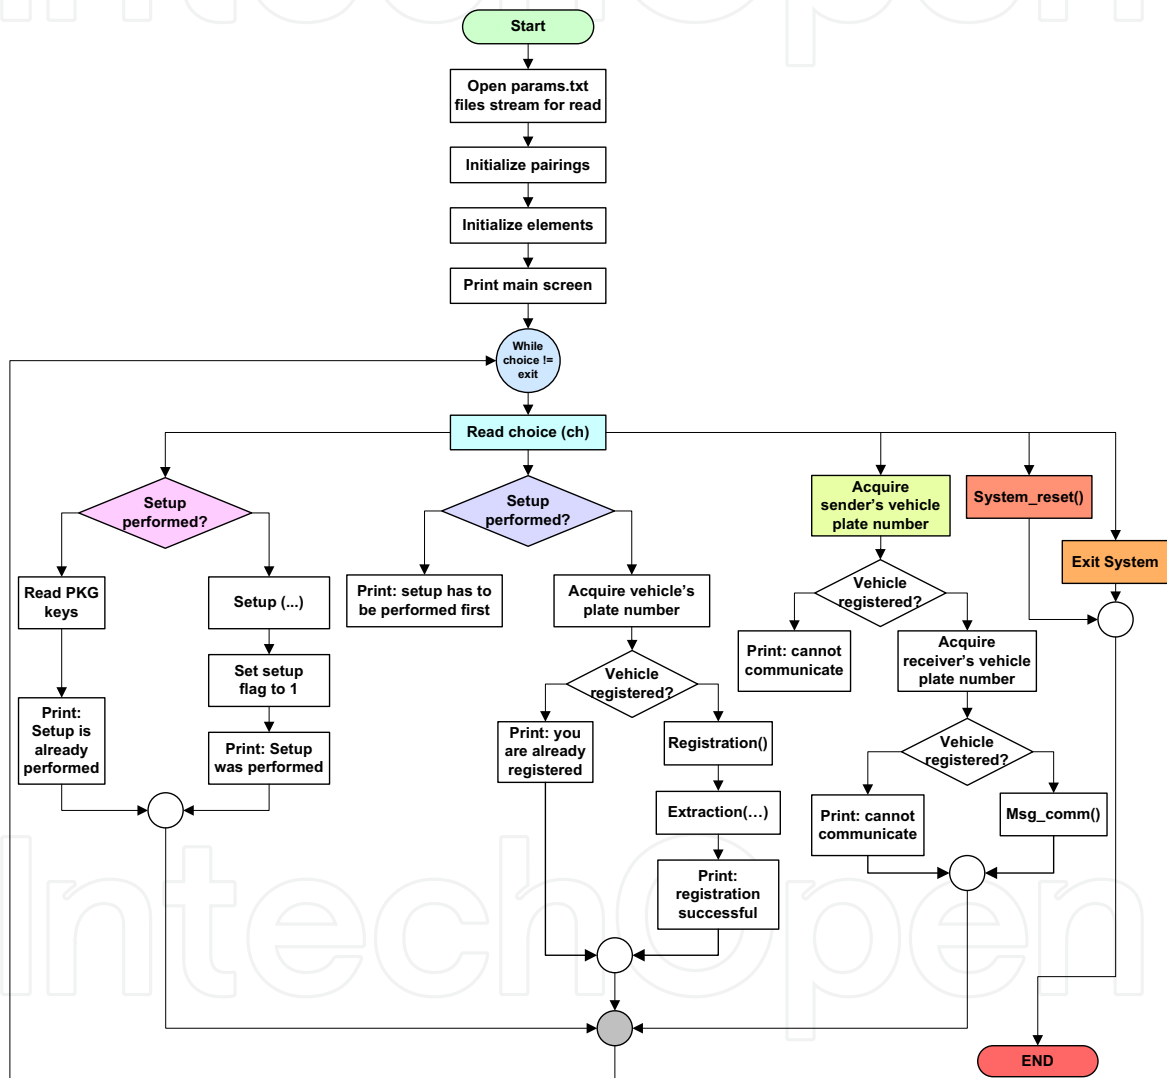 Start
Open params.txt
files stream for read
Initialize pairings
Initialize elements
Print main screen
While
choice !=
exit
Read choice (ch)
Setup
performed?
Read PKG
keys
Print:
Setup is
already
performed
Setup (...)
Set setup
flag to 1
Print: Setup
was performed
Setup
performed?
Print: setup has to
be performed first
Acquire vehicle's
plate number
Vehicle
registered?
Print: you
are already
registered
Registration()
Extraction(...)
Print:
registration
successful
Acquire
sender's vehicle
plate number
Vehicle
registered?
Print: cannot
communicate
Acquire
receiver's vehicle
plate number
Vehicle
registered?
Print: cannot
communicate
Msg_comm()
System_reset()
Exit System
END
IntechOpen
IntechOpen